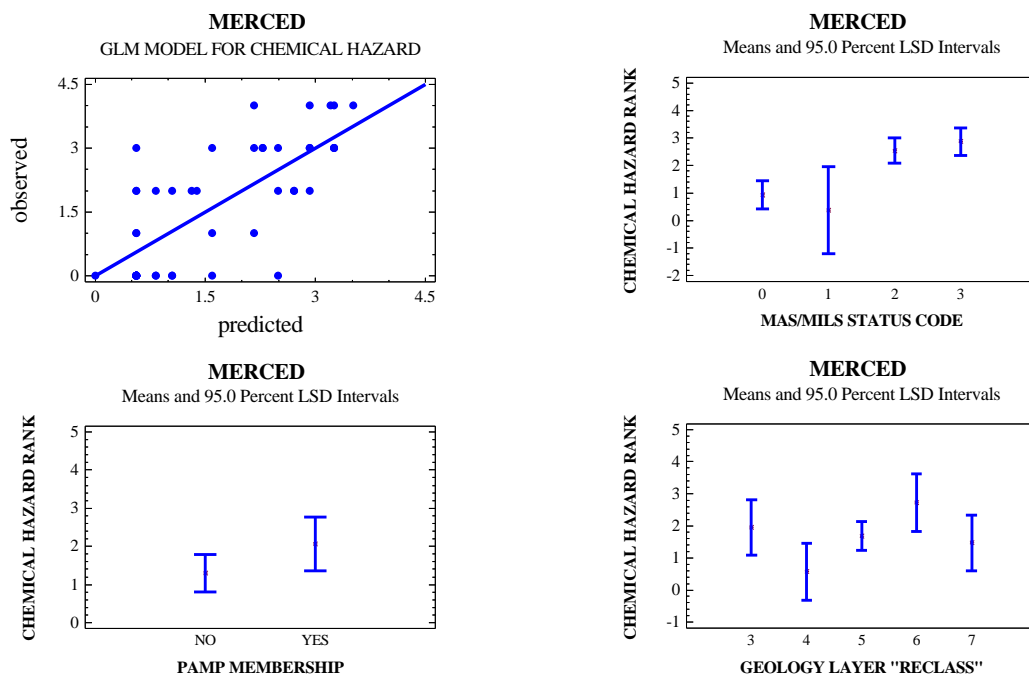 MERCED
GLM MODEL FOR CHEMICAL HAZARD
observed
4.5
3
1.5
0
0 1.5 3 4.5
predicted
MERCED
Means and 95.0 Percent LSD Intervals
CHEMICAL HAZARD RANK
5
4
3
2
1
0
-1
-2
0 1 2 3
MAS/MILS STATUS CODE
MERCED
Means and 95.0 Percent LSD Intervals
CHEMICAL HAZARD RANK
5
4
3
2
1
0
NO YES
PAMP MEMBERSHIP
MERCED
Means and 95.0 Percent LSD Intervals
CHEMICAL HAZARD RANK
5
4
3
2
1
0
-1
3 4 5 6 7
GEOLOGY LAYER "RECLASS"